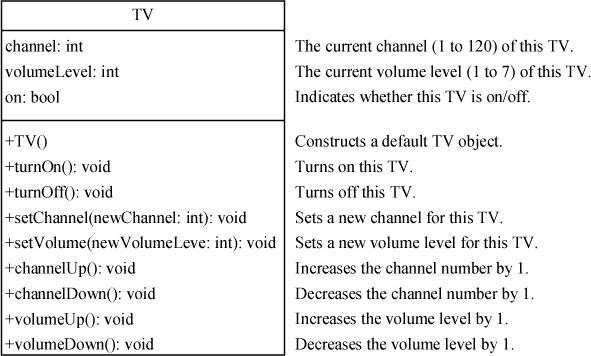 TV
channel: int The current channel (1 to 120) of this TV.
volumeLevel: int The current volume level (1 to 7) of this TV.
on: bool Indicates whether this TV is on/off.
+TV() Constructs a default TV object.
+turnOn(): void Turns on this TV.
+turnOff(): void Turns off this TV.
+setChannel(newChannel: int): void Sets a new channel for this TV.
+setVolume(newVolumeLeve: int): void Sets a new volume level for this TV.
+channelUp(): void Increases the channel number by 1.
+channelDown(): void Decreases the channel number by 1.
+volumeUp(): void Increases the volume level by 1.
+volumeDown(): void Decreases the volume level by 1.